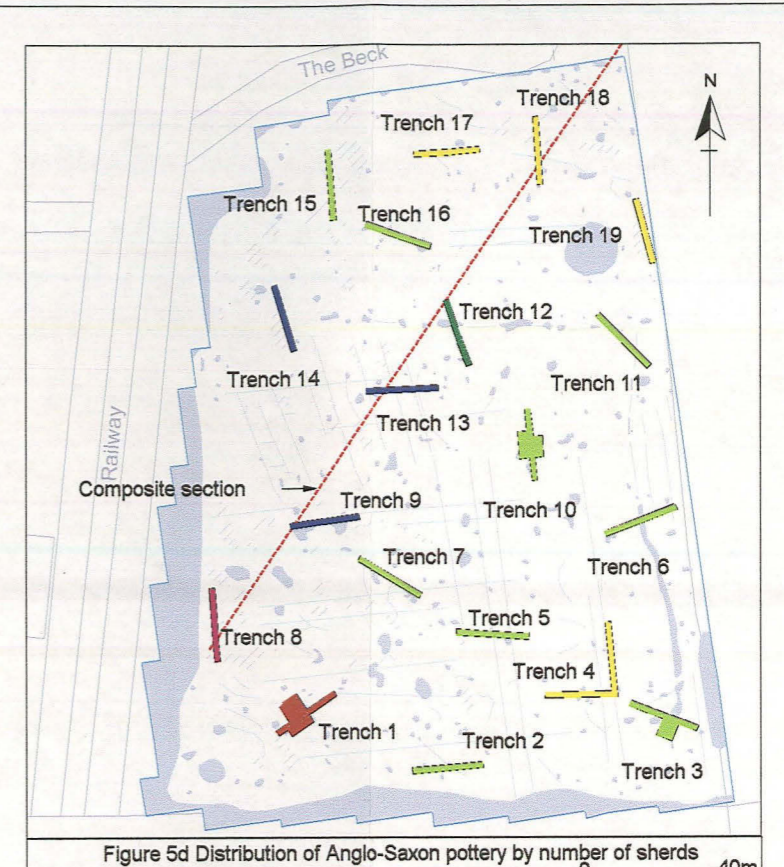 The Beck
N
Trench 18
Trench 17
Trench 15
Trench 16
Trench 19
Trench 12
Trench 14
Trench 11
Trench 13
Railway
Composite section
Trench 9
Trench 10
Trench 7
Trench 6
Trench 5
Trench 8
Trench 4
Trench 1
Trench 2
Trench 3
Figure 5d Distribution of Anglo-Saxon pottery by number of sherds
40m